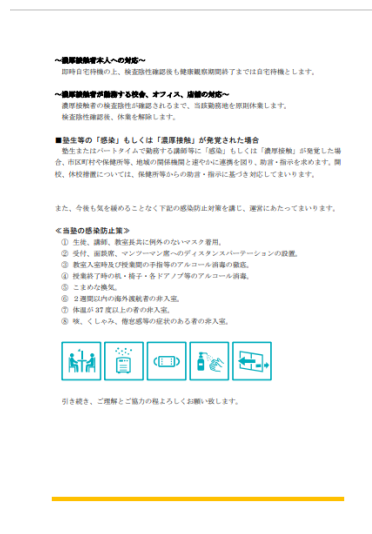 ～濃厚接触者本人への対応～
即時自宅待機の上、検査陰性確認後も健康観察期間終了までは自宅待機とします。
～濃厚接触者が勤務する校舎、オフィス、店舗の対応～
濃厚接触者の検査陰性が確認されるまで、当該勤務地を原則休業します。
検査陰性確認後、休業を解除します。
■塾生等の「感染」もしくは「濃厚接触」が発覚された場合
塾生またはパートタイムで勤務する講師等に「感染」もしくは「濃厚接触」が発覚した場
合、市区町村や保健所等、地域の関係機関と速やかに連携を図り、助言・指示を求めます。開
校、休校措置については、保健所等からの助言・指示に基づき対応してまいります。
また、今後も気を緩めることなく下記の感染防止対策を講じ、運営にあたってまいります。
≪当塾の感染防止策≫
① 生徒、講師、教室長共に例外のないマスク着用。
② 受付、面談席、マンツーマン席へのディスタンスパーテーションの設置。
③ 教室入室時及び授業間の手指等のアルコール消毒の徹底。
④ 授業終了時の机・椅子・各ドアノブ等のアルコール消毒。
⑤ こまめな換気。
⑥ ２週間以内の海外渡航者の非入室。
⑦ 体温が 37 度以上の者の非入室。
⑧ 咳、くしゃみ、倦怠感等の症状のある者の非入室。
引き続き、ご理解とご協力の程よろしくお願い致します。